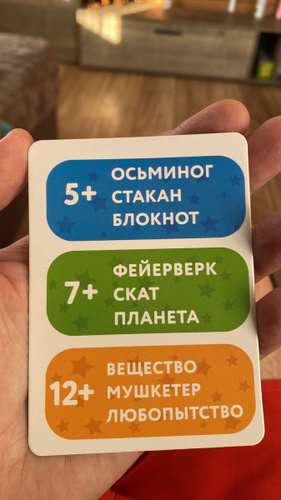 5+
ОСЬМИНОГ
СТАКАН
БЛОКНОТ
7+
ФЕЙЕРВЕРК
СКАТ
ПЛАНЕТА
12+
ВЕЩЕСТВО
МУШКЕТЕР
ЛЮБОПЫТСТВО